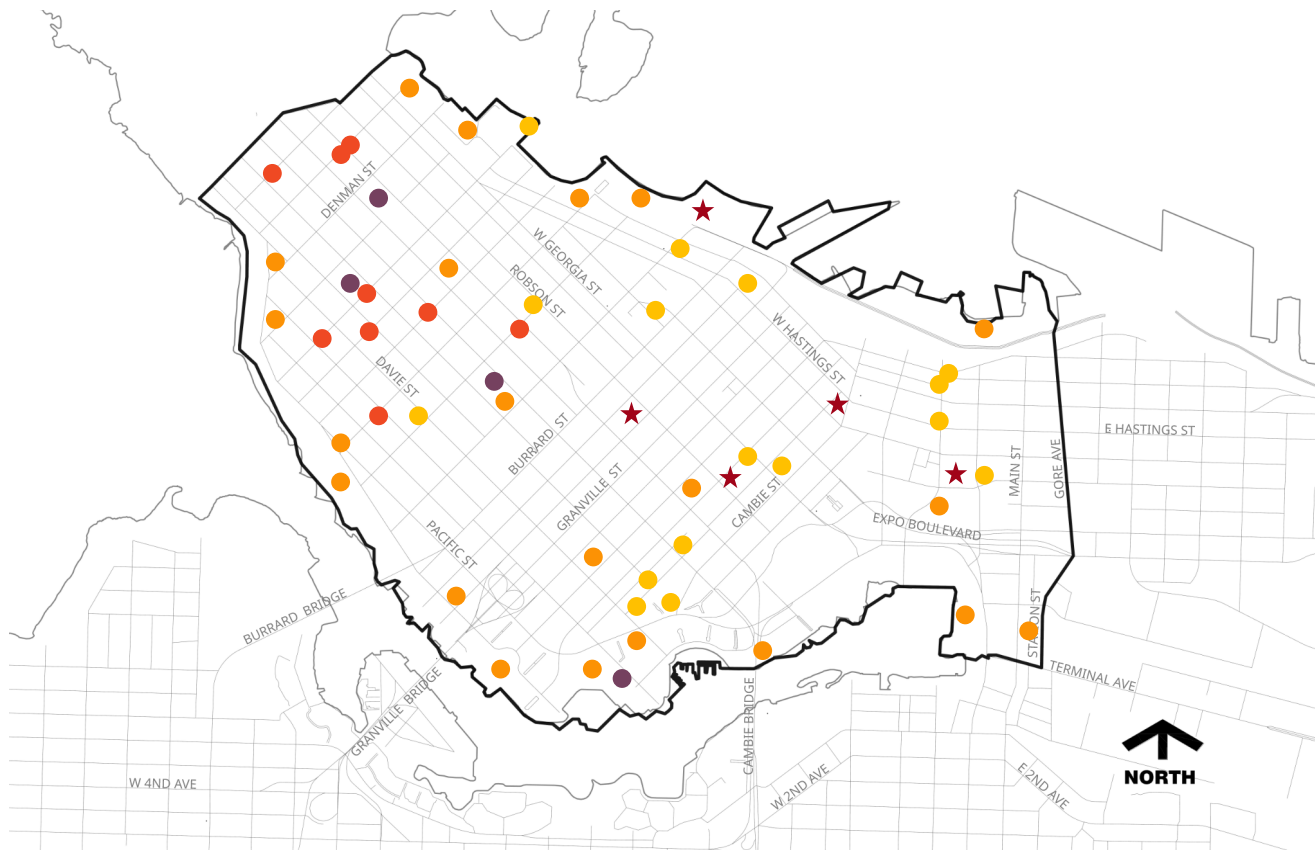 DENMAN ST
W GEORGIA ST
ROBSON ST
W HASTINGS ST
DAVIE ST
BURRARD ST
E HASTINGS ST
MAIN ST
GORE AVE
GRANVILLE ST
CAMBIE ST
EXPO BOULEVARD
PACIFIC ST
BURRARD BRIDGE
STATION ST
TERMINAL AVE
GRANVILLE BRIDGE
CAMBIE BRIDGE
W 4ND AVE
W 2ND AVE
E 2ND AVE
NORTH